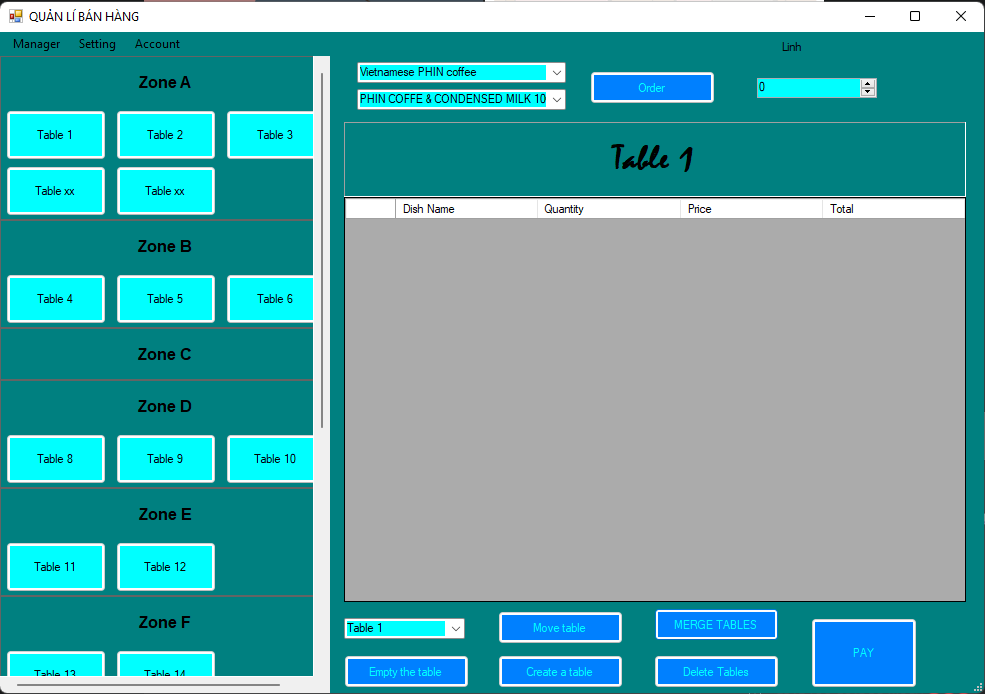 QUẢN LÍ BÁN HÀNG
Manager Setting Account
Linh
Zone A
Table 1 Table 2 Table 3
Table xx Table xx
Zone B
Table 4 Table 5 Table 6
Zone C
Zone D
Table 8 Table 9 Table 10
Zone E
Table 11 Table 12
Zone F
Table 13 Table 14
Vietnamese PHIN coffee
PHIN COFFE & CONDENSED MILK 10
Order
0
Table 1
Dish Name Quantity Price Total
Table 1
Move table
MERGE TABLES
PAY
Empty the table
Create a table
Delete Tables